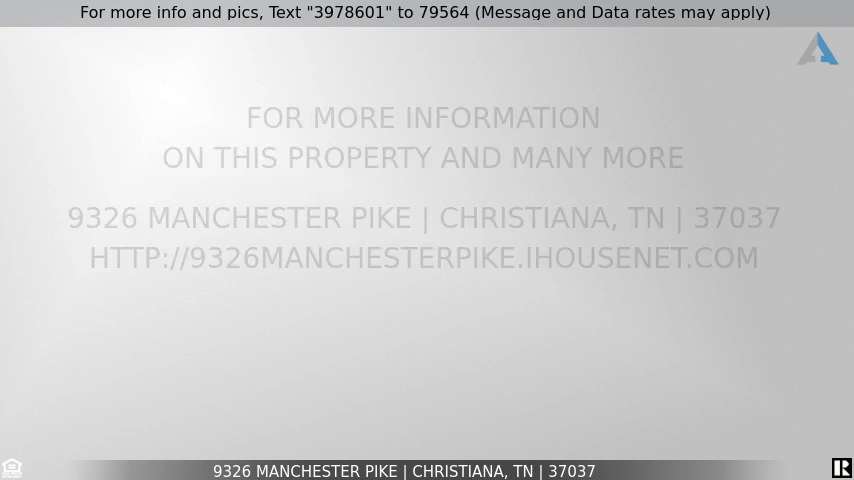 For more info and pics, Text "3978601" to 79564 (Message and Data rates may apply)
FOR MORE INFORMATION
ON THIS PROPERTY AND MANY MORE
9326 MANCHESTER PIKE | CHRISTIANA, TN | 37037
HTTP://9326MANCHESTERPIKE.IHOUSENET.COM
9326 MANCHESTER PIKE | CHRISTIANA, TN | 37037